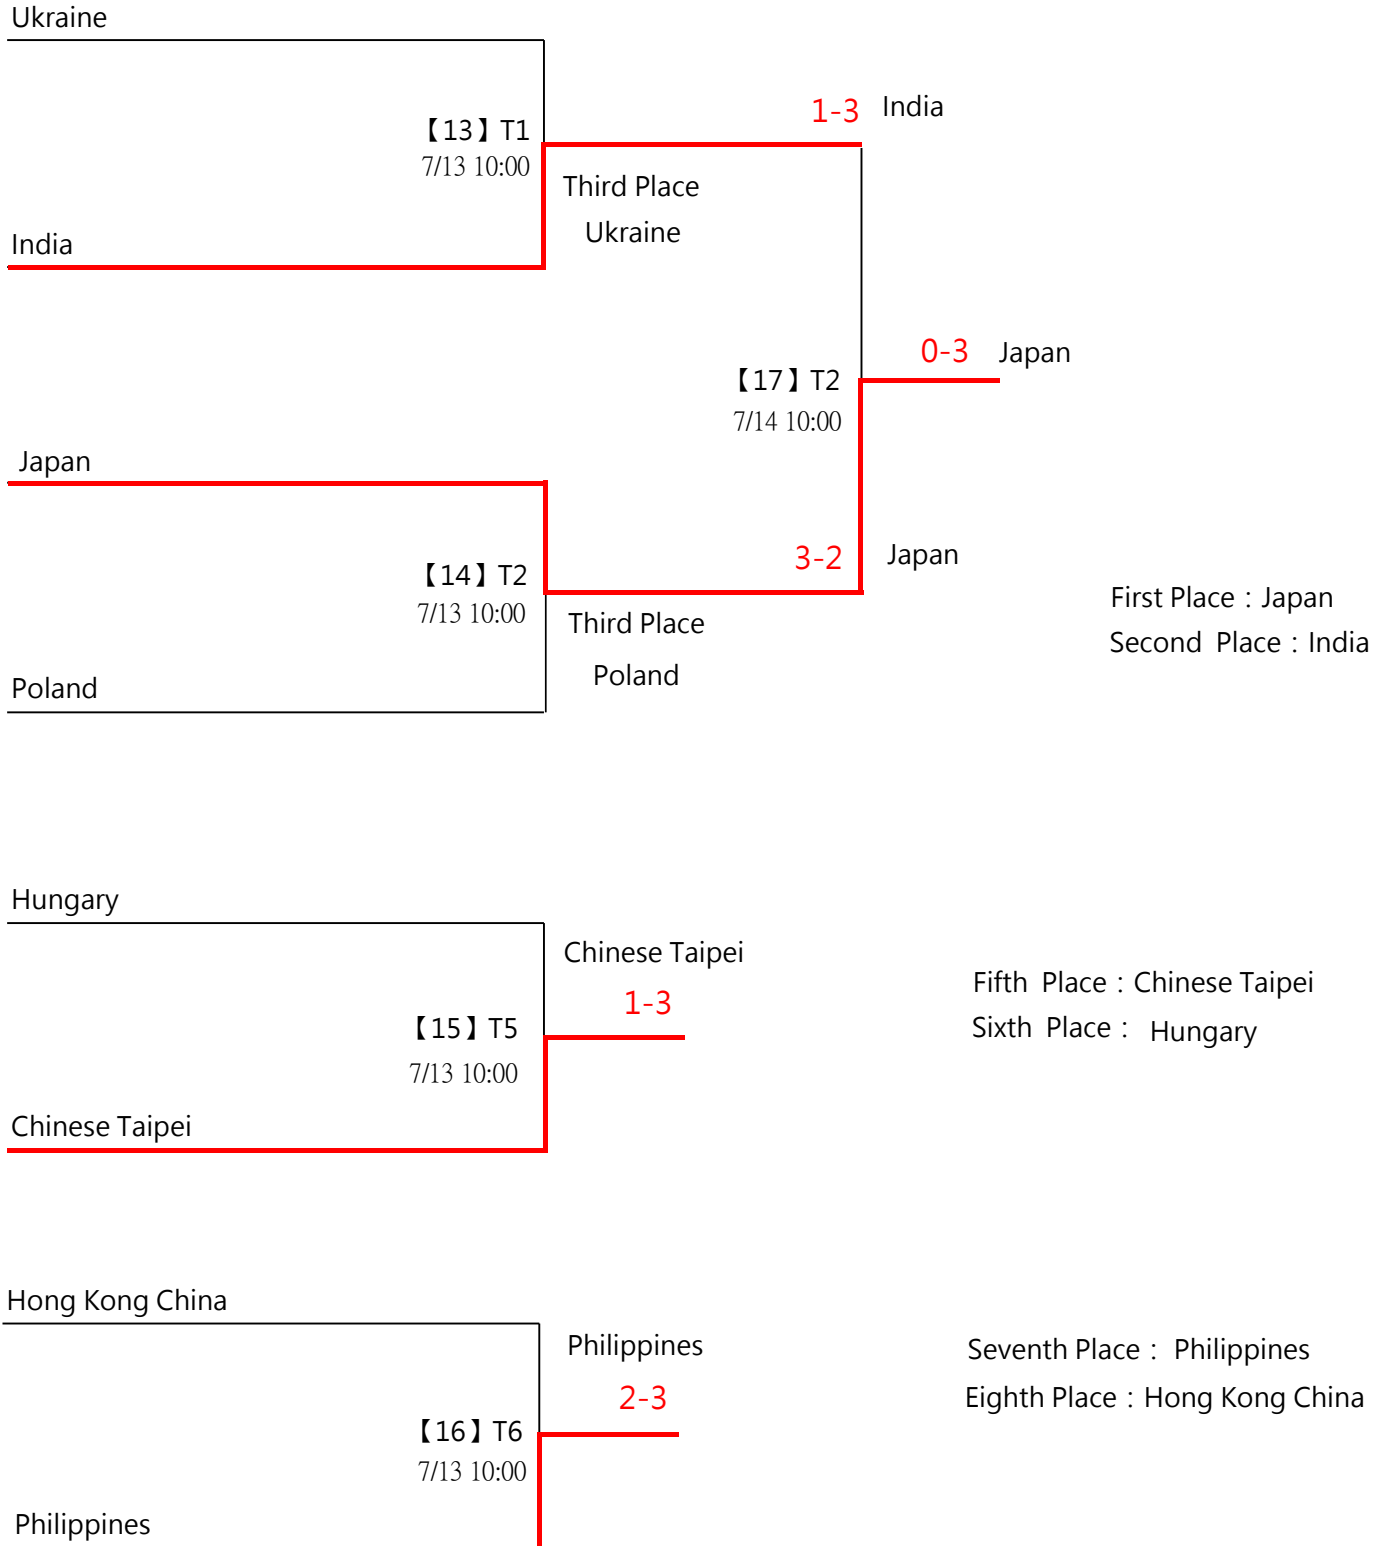 Ukraine
1-3 India
【13】T1
7/13 10:00
Third Place
Ukraine
India
0-3 Japan
【17】T2
7/14 10:00
Japan
3-2 Japan
【14】T2
7/13 10:00
Third Place
Poland
Poland
First Place：Japan
Second Place：India
Hungary
Chinese Taipei
1-3
【15】T5
7/13 10:00
Chinese Taipei
Fifth Place：Chinese Taipei
Sixth Place： Hungary
Hong Kong China
Philippines
2-3
【16】T6
7/13 10:00
Philippines
Seventh Place： Philippines
Eighth Place：Hong Kong China